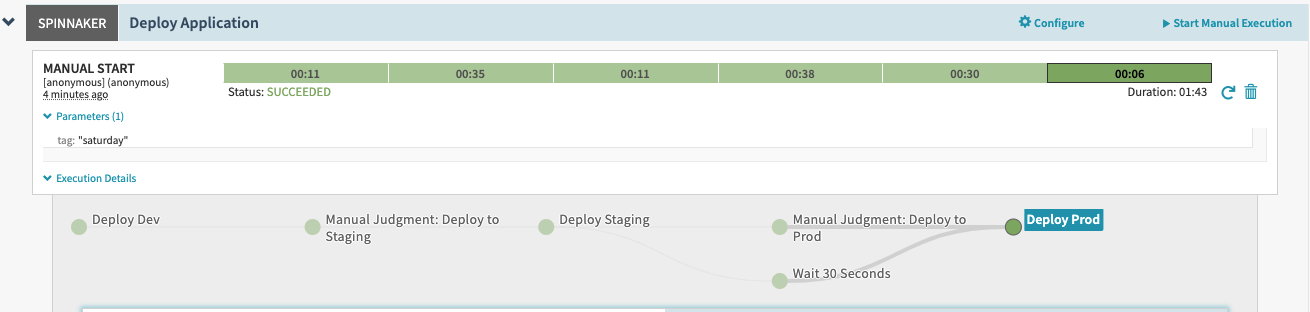 SPINNAKER Deploy Application Configure Start Manual Execution
MANUAL START 00:11 00:35 00:11 00:38 00:30 00:06
[anonymous] (anonymous) Status: SUCCEEDED Duration: 01:43
4 minutes ago
Parameters (1)
tag: "saturday"
Execution Details
Deploy Dev
Manual Judgment: Deploy to
Staging
Deploy Staging
Manual Judgment: Deploy to
Prod
Deploy Prod
Wait 30 Seconds